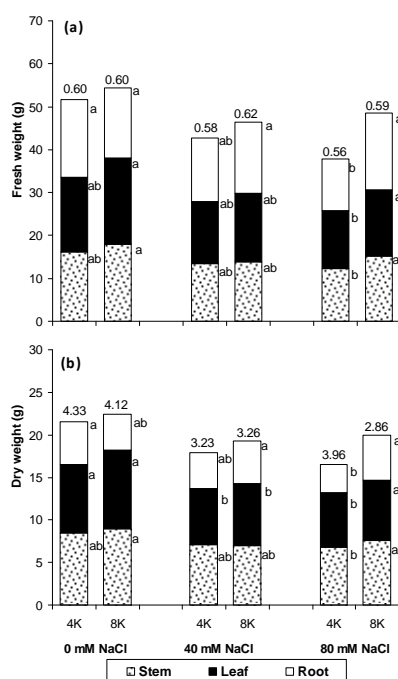 (a)
Fresh weight (g)
70
60
50
40
30
20
10
0
0.60 0.60 0.58 0.62 0.56 0.59
a a ab a b a
ab a ab ab b a
ab a ab ab b a
(b)
Dry weight (g)
30
25
20
15
10
5
0
4.33 4.12 3.23 3.26 3.96 2.86
a ab ab a b a
a a b b b a
ab a ab ab b a
4K 8K 4K 8K 4K 8K
0 mM NaCl 40 mM NaCl 80 mM NaCl
Stem Leaf Root